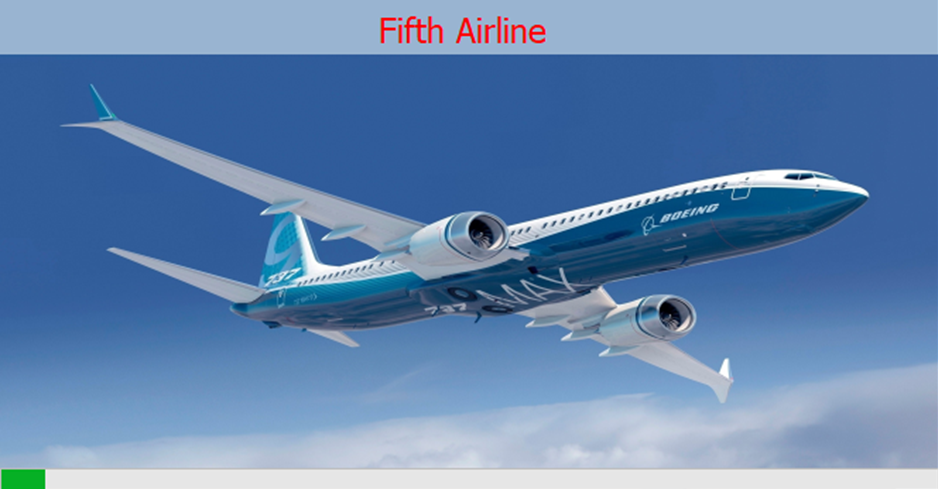 Fifth Airline
BOEING
737
737 MAX